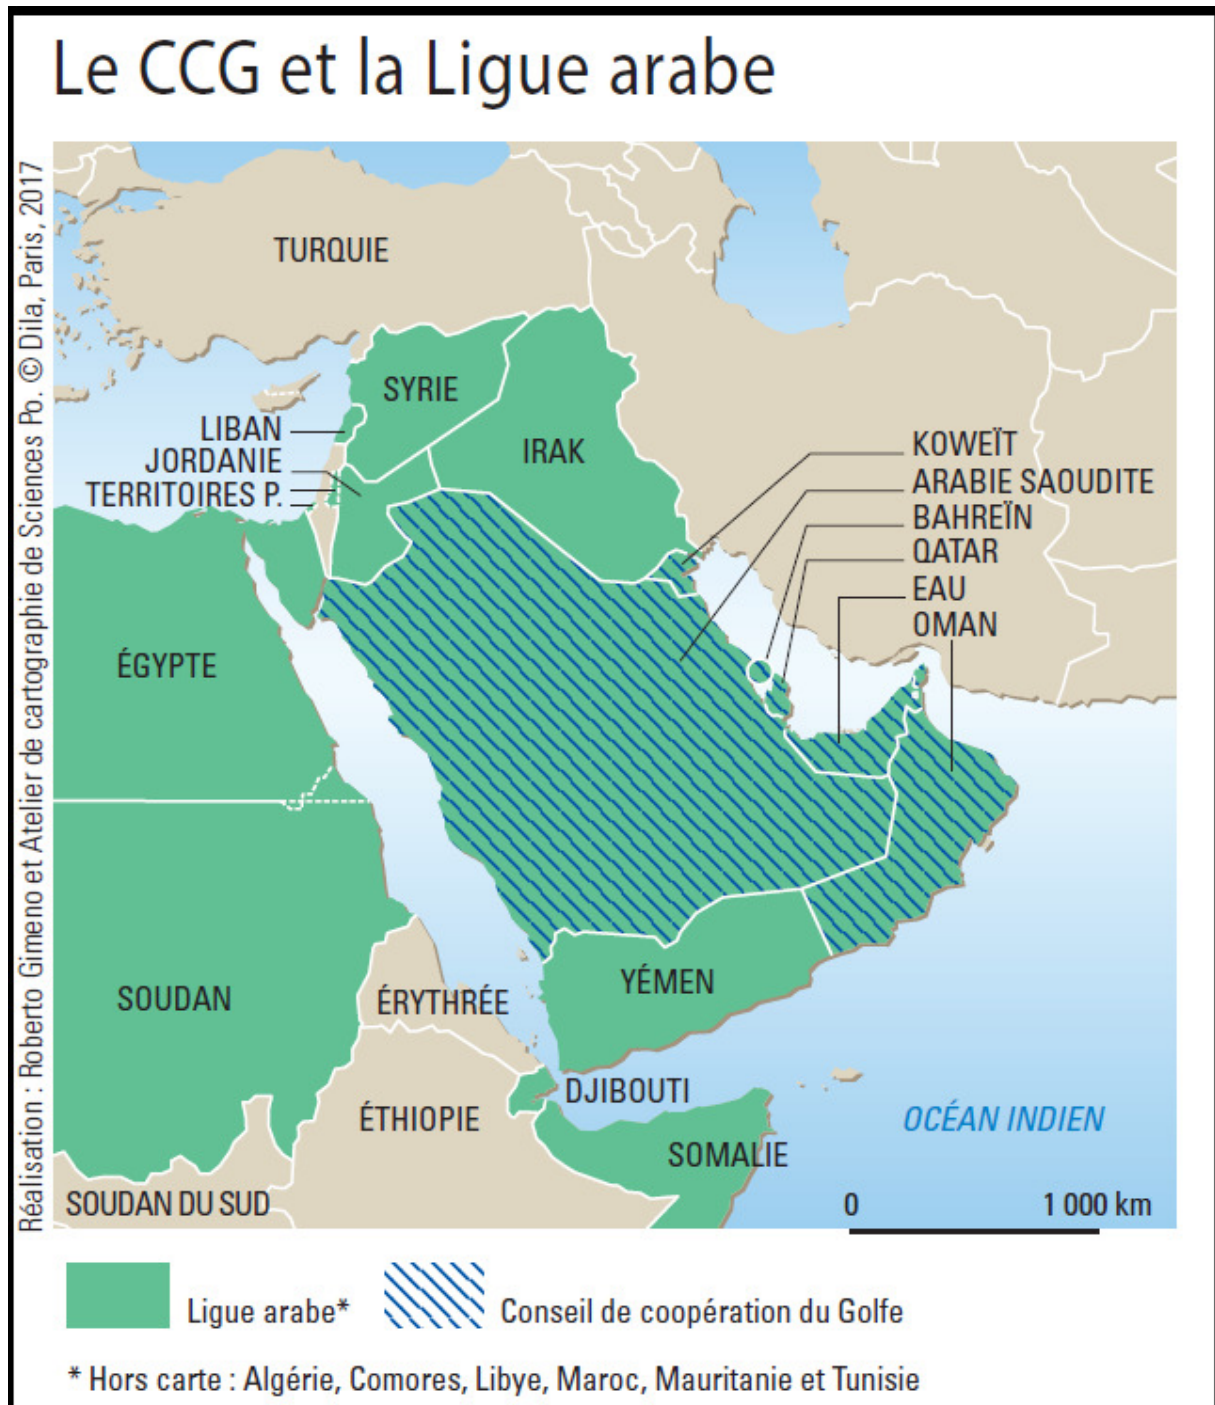 Le CCG et la Ligue arabe
Réalisation : Roberto Gimeno et Atelier de cartographie de Sciences Po. © Dila, Paris, 2017
TURQUIE
SYRIE
LIBAN
JORDANIE
TERRITOIRES P.
IRAK
KOWEÏT
ARABIE SAOUDITE
BAHREÏN
QATAR
EAU
OMAN
ÉGYPTE
SOUDAN
ÉRYTHRÉE
YÉMEN
DJIBOUTI
ÉTHIOPIE
OCÉAN INDIEN
SOMALIE
SOUDAN DU SUD
0 1 000 km
Ligue arabe* Conseil de coopération du Golfe
* Hors carte : Algérie, Comores, Libye, Maroc, Mauritanie et Tunisie